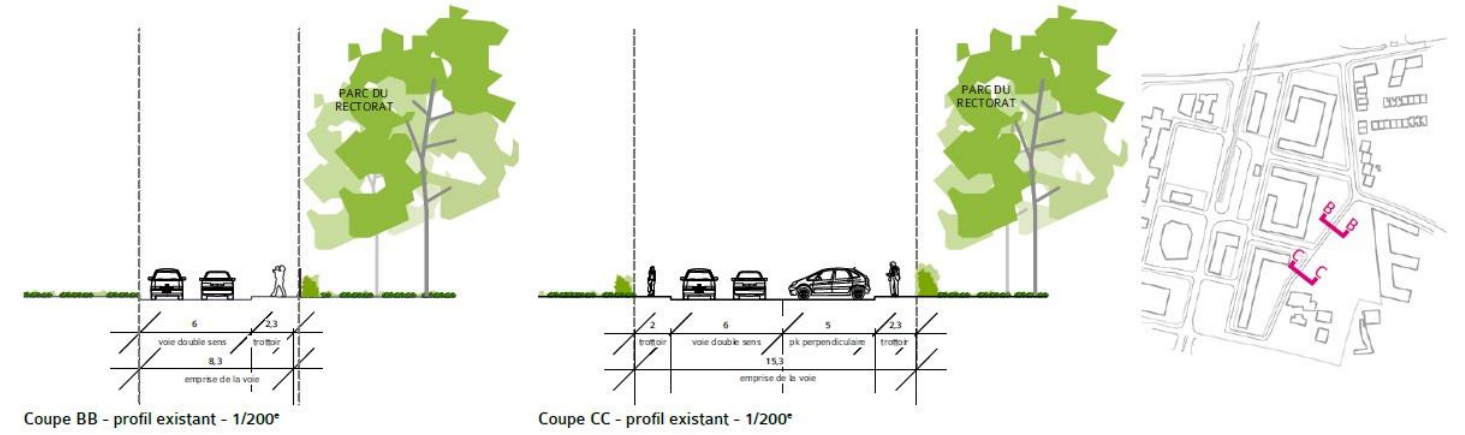 PARC DU
RECTORAT
6
2,3
voie double sens
trottoir
8,3
emprise de la voie
Coupe BB - profil existant - 1/200e
PARC DU
RECTORAT
2
6
5
2,3
trottoir
voie double sens
pk perpendiculaire
trottoir
15,3
emprise de la voie
Coupe CC - profil existant - 1/200e
B
B
C
C